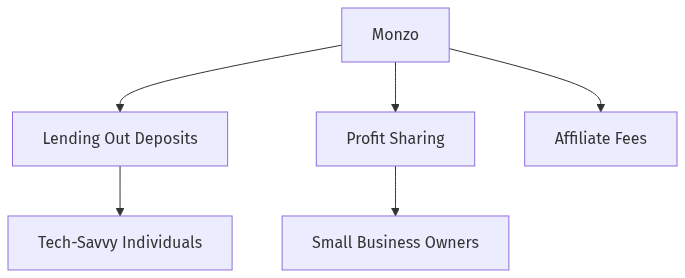 Monzo
Lending Out Deposits
Profit Sharing
Affiliate Fees
Tech-Savvy Individuals
Small Business Owners